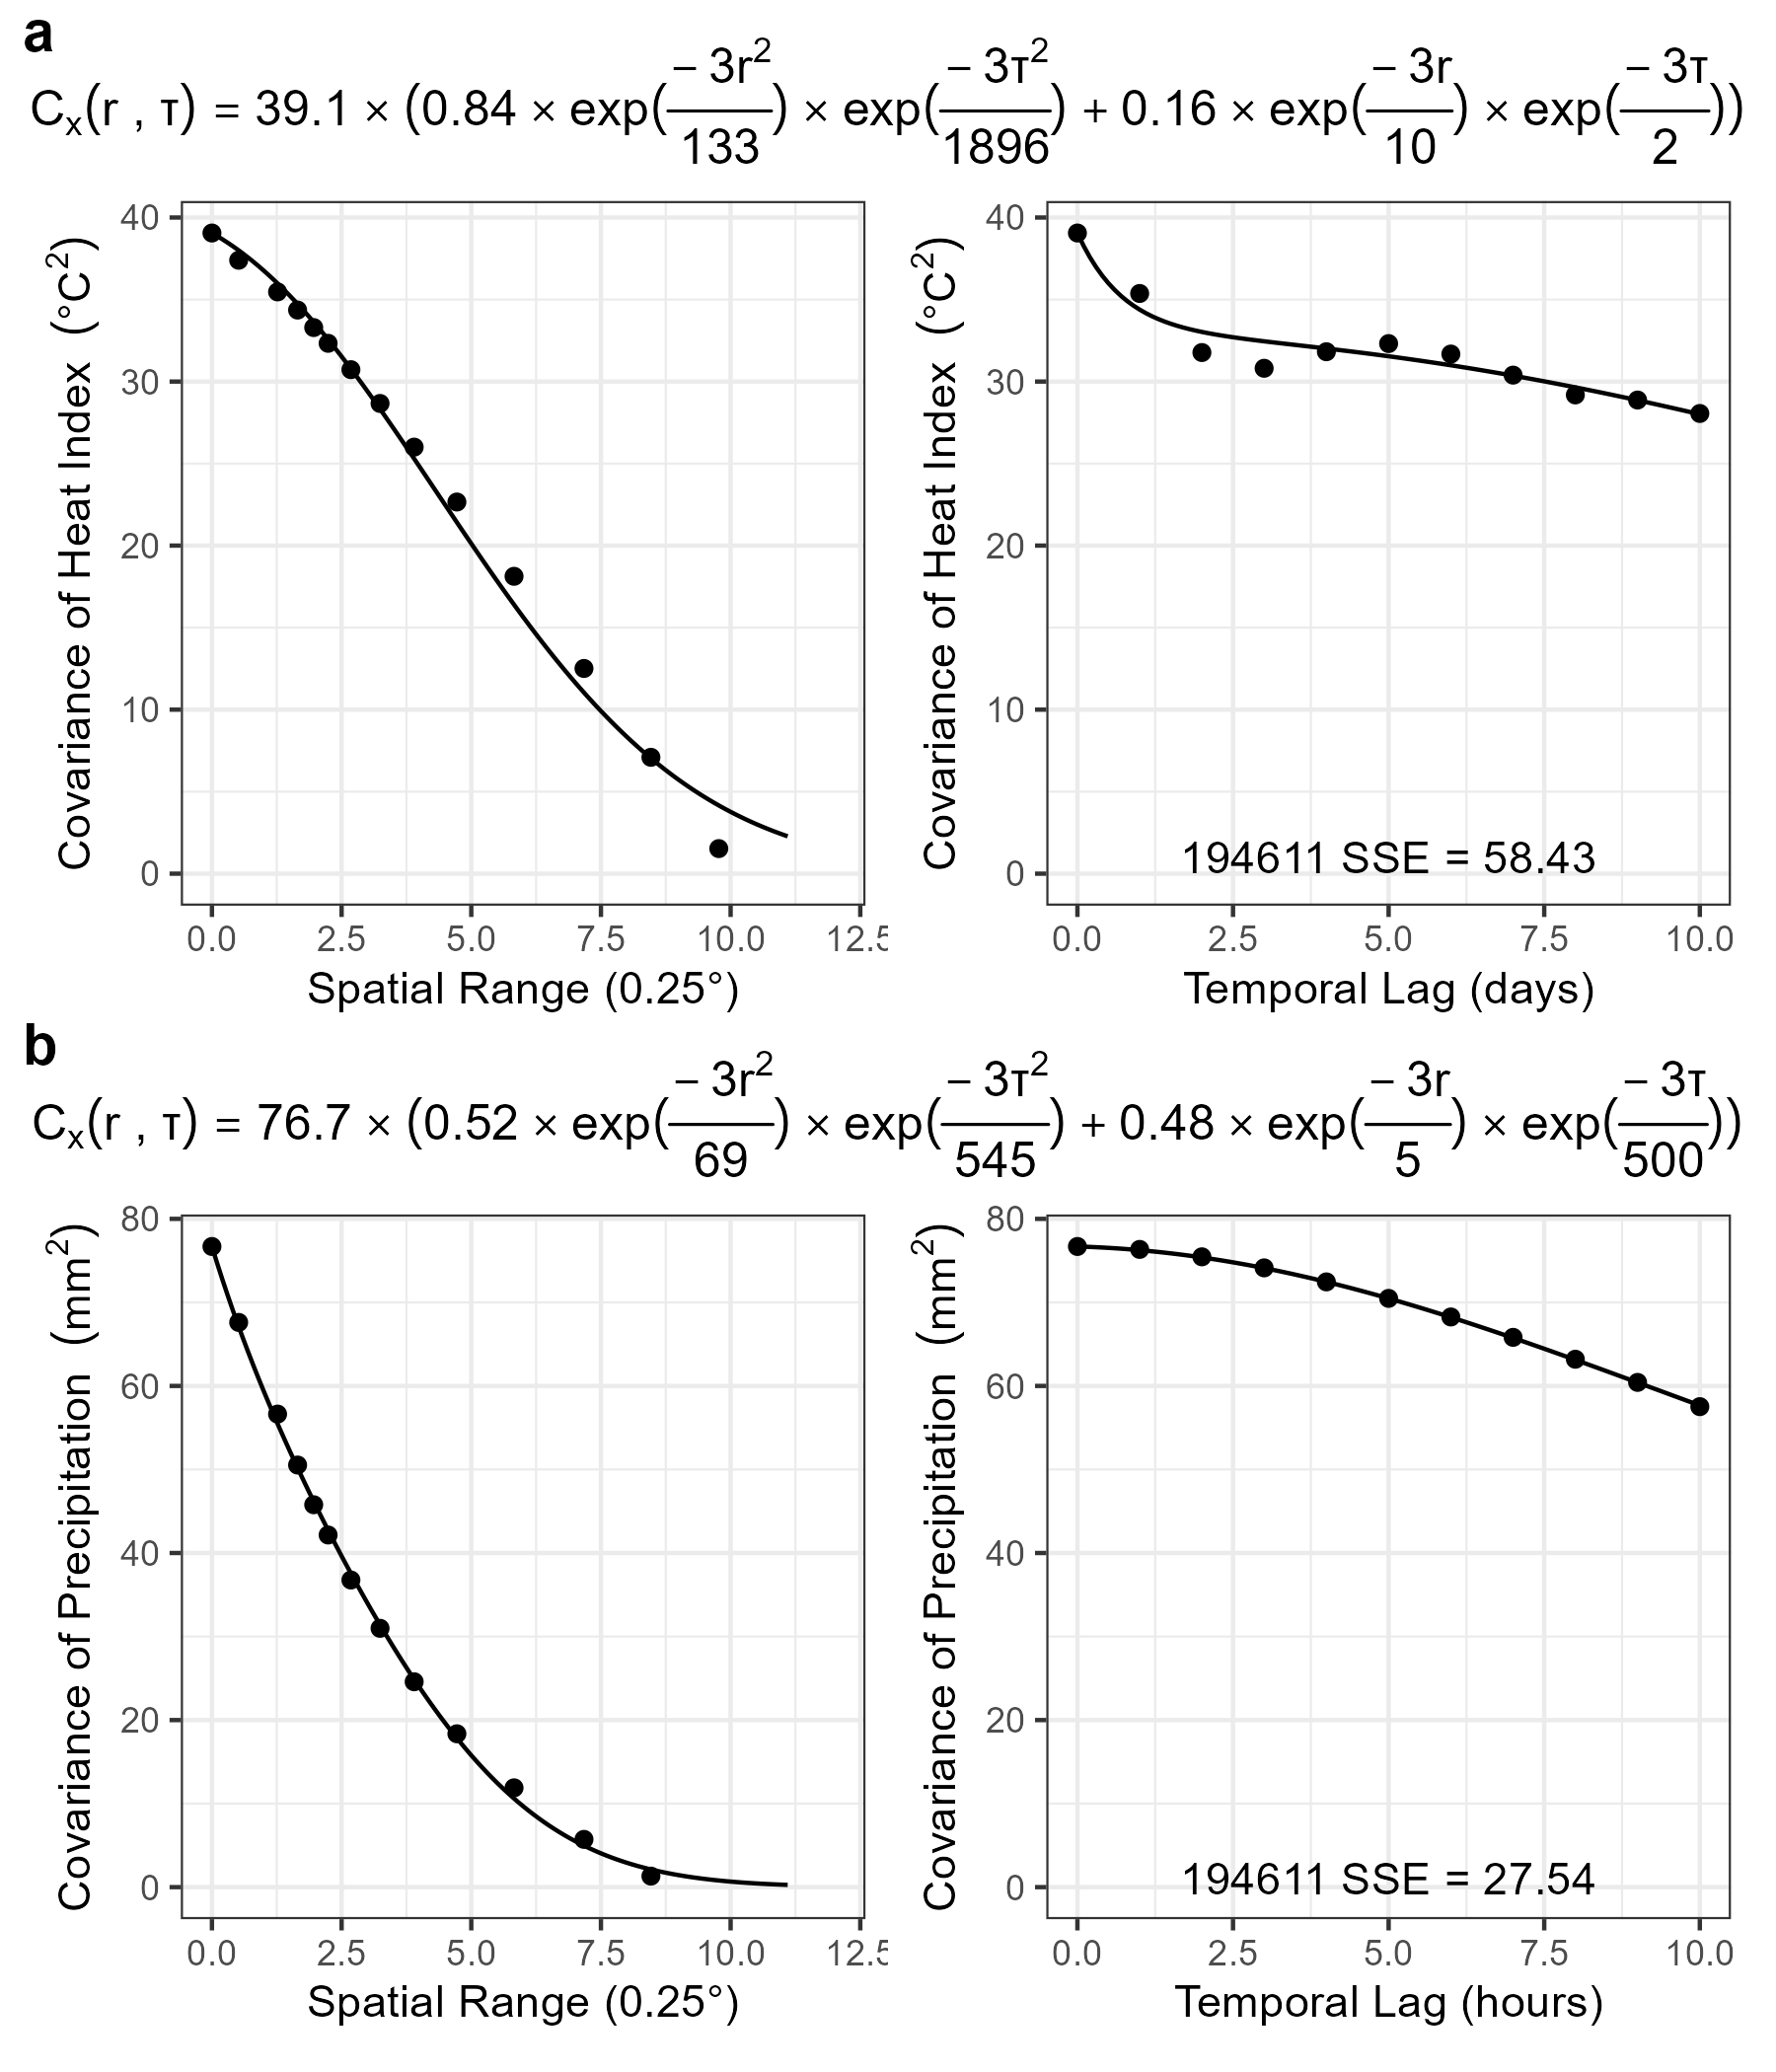 a
Cₓ(r , τ) = 39.1 × (0.84 × exp(− 3r²/133) × exp(− 3τ²/1896) + 0.16 × exp(− 3r/10) × exp(− 3τ/2))
Covariance of Heat Index (°C²)
40
30
20
10
0
0.0 2.5 5.0 7.5 10.0 12.5
Spatial Range (0.25°)
Covariance of Heat Index (°C²)
40
30
20
10
0
194611 SSE = 58.43
0.0 2.5 5.0 7.5 10.0
Temporal Lag (days)
b
Cₓ(r , τ) = 76.7 × (0.52 × exp(− 3r²/69) × exp(− 3τ²/545) + 0.48 × exp(− 3r/5) × exp(− 3τ/500))
Covariance of Precipitation (mm²)
80
60
40
20
0
0.0 2.5 5.0 7.5 10.0 12.5
Spatial Range (0.25°)
Covariance of Precipitation (mm²)
80
60
40
20
0
194611 SSE = 27.54
0.0 2.5 5.0 7.5 10.0
Temporal Lag (hours)